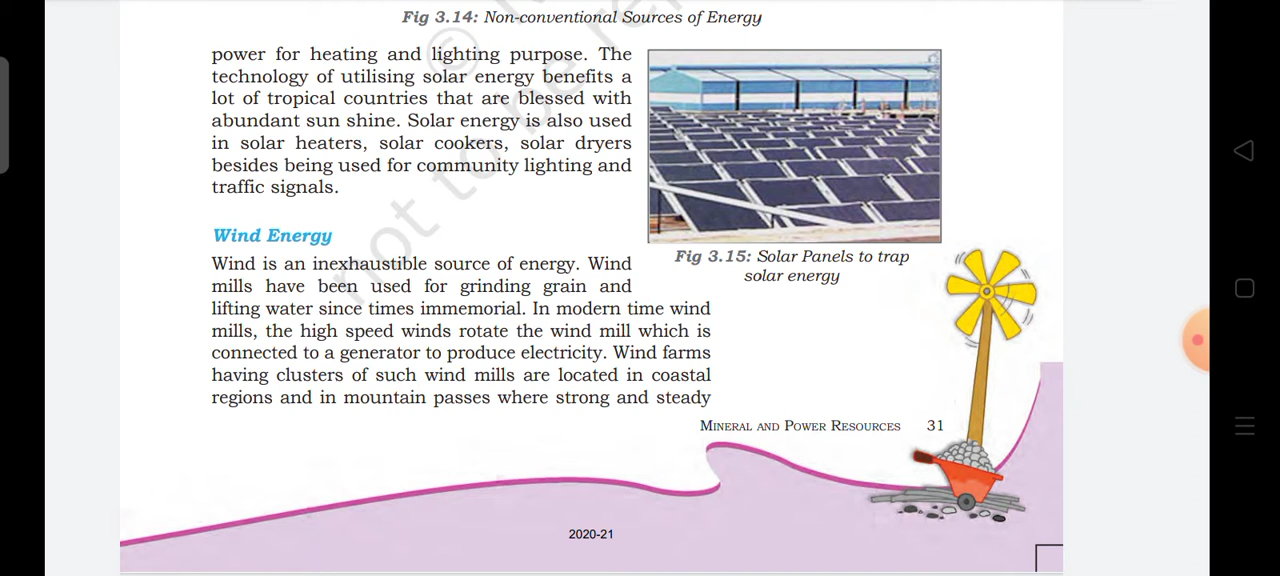 Fig 3.14: Non-conventional Sources of Energy
power for heating and lighting purpose. The
technology of utilising solar energy benefits a
lot of tropical countries that are blessed with
abundant sun shine. Solar energy is also used
in solar heaters, solar cookers, solar dryers
besides being used for community lighting and
traffic signals.
Fig 3.15: Solar Panels to trap
solar energy
Wind Energy
Wind is an inexhaustible source of energy. Wind
mills have been used for grinding grain and
lifting water since times immemorial. In modern time wind
mills, the high speed winds rotate the wind mill which is
connected to a generator to produce electricity. Wind farms
having clusters of such wind mills are located in coastal
regions and in mountain passes where strong and steady
MINERAL AND POWER RESOURCES 31
2020-21
©
not to be re